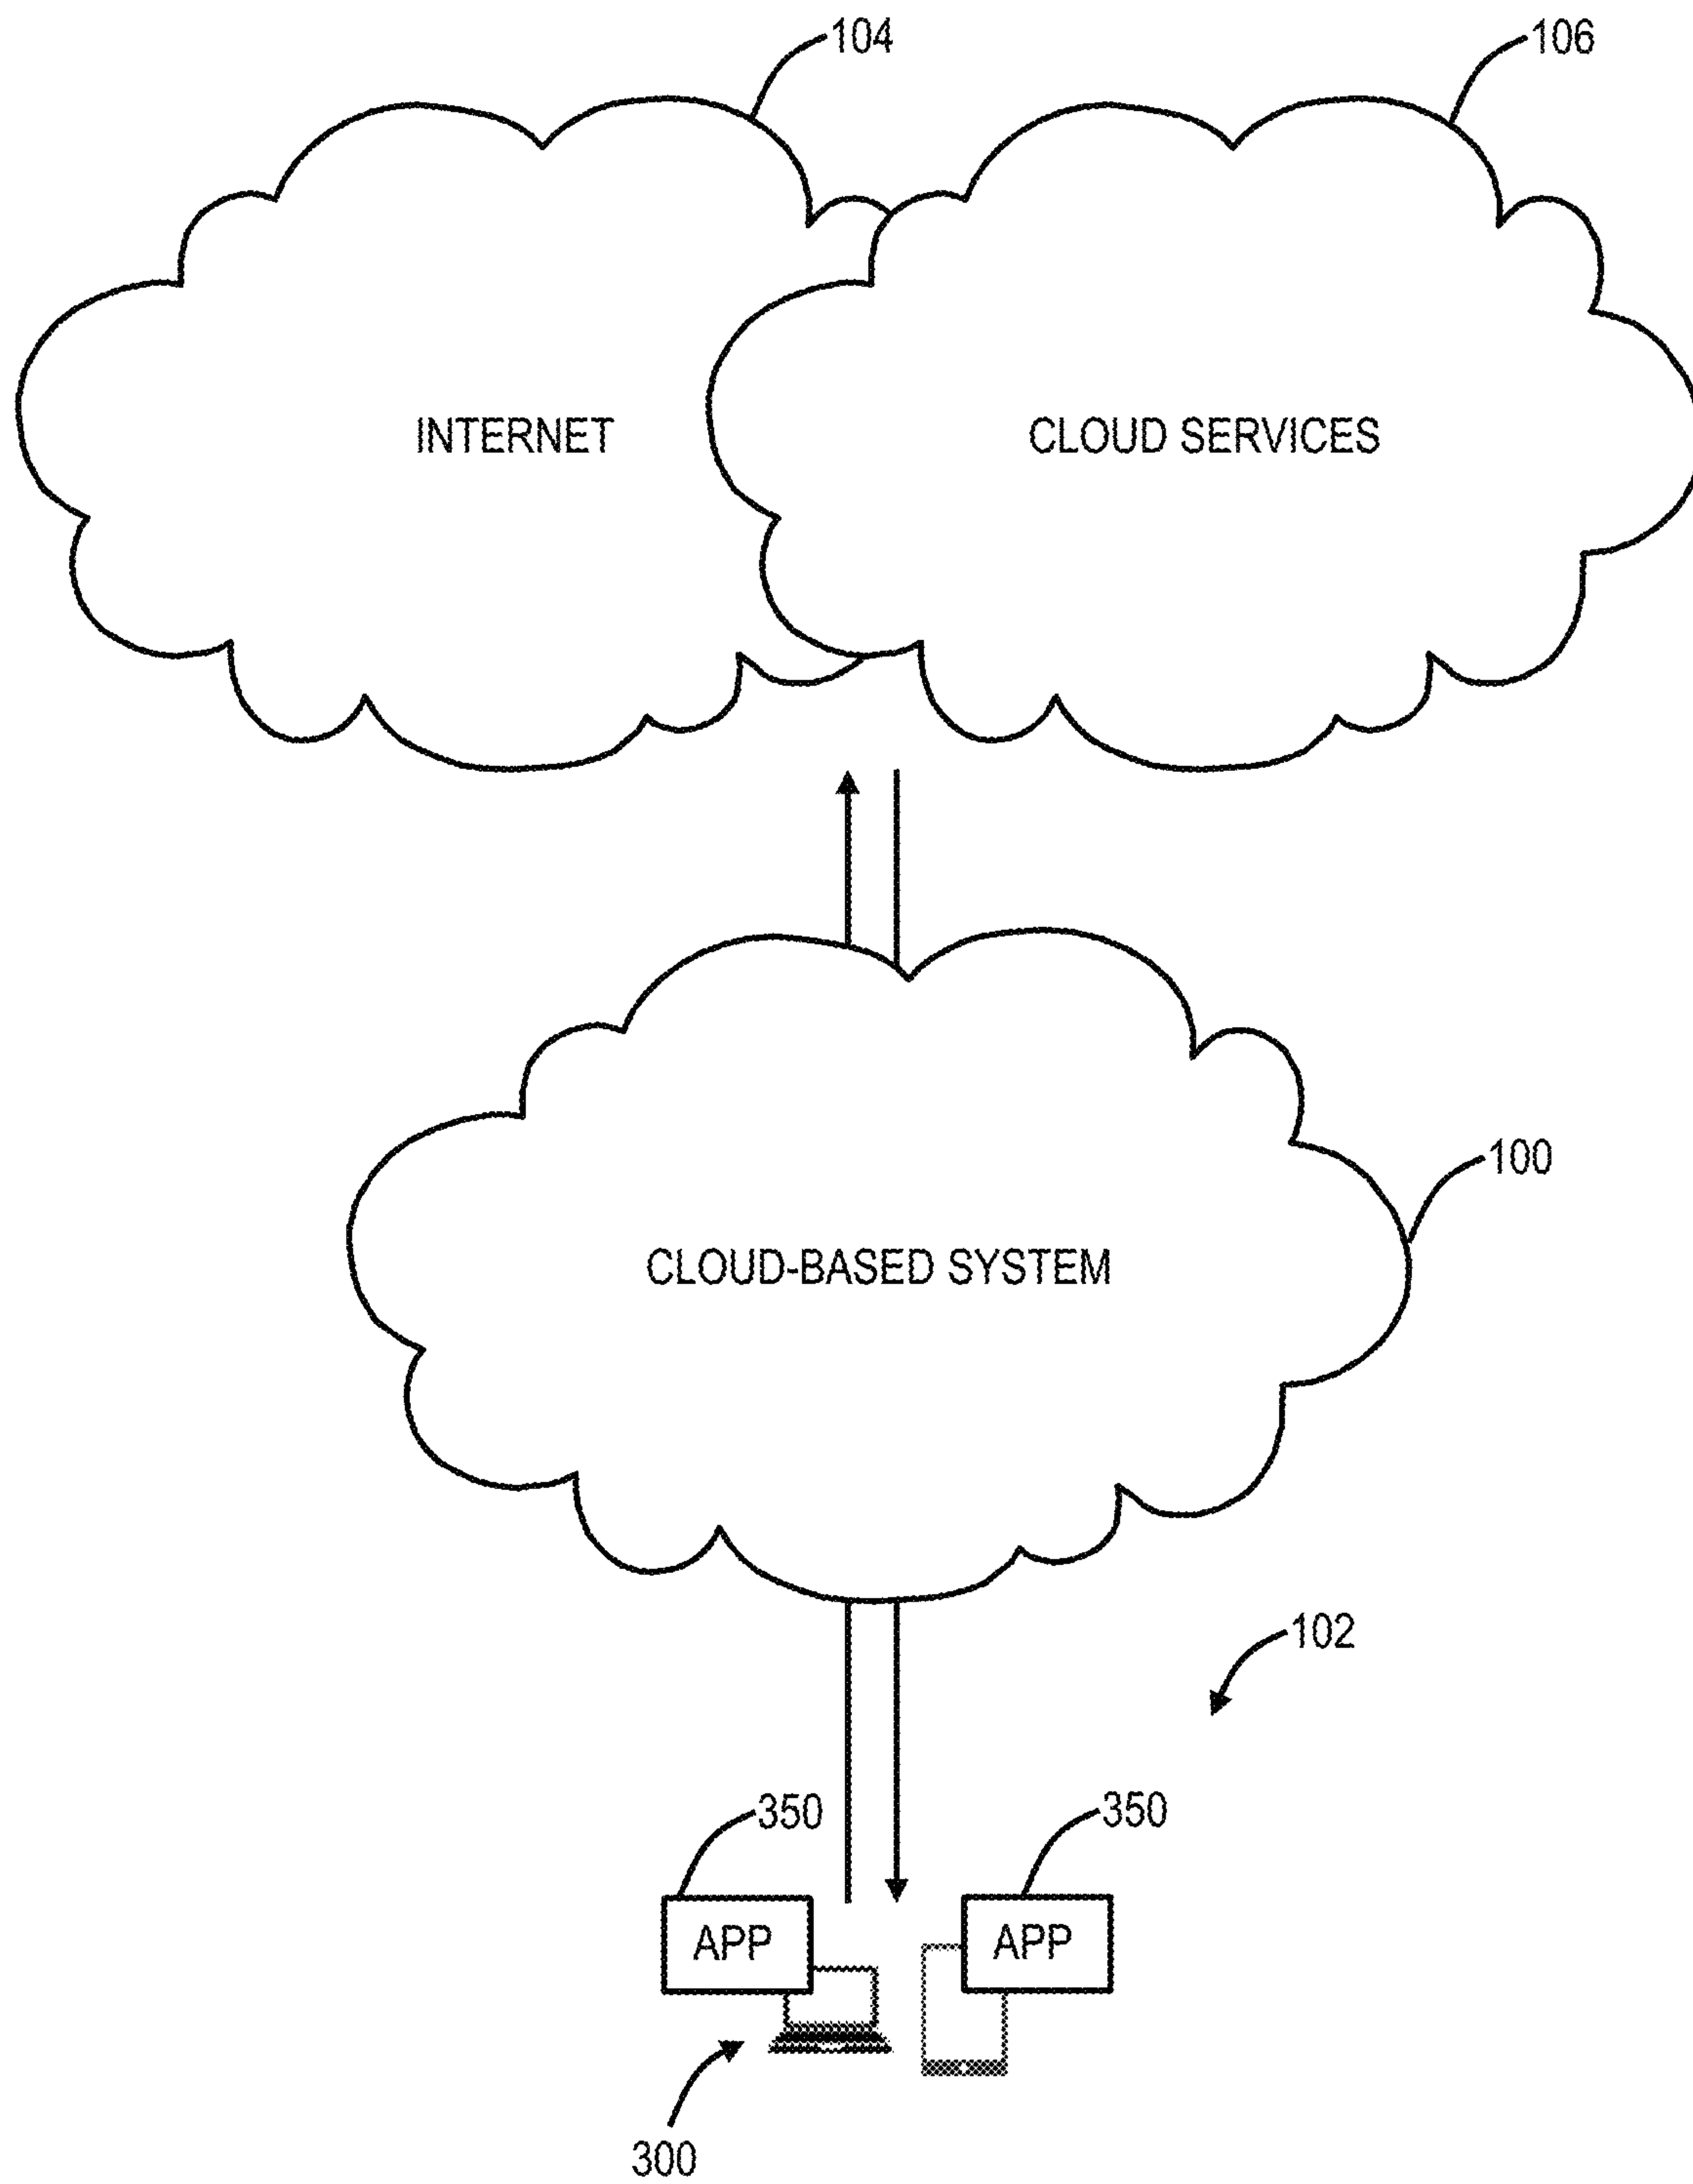 104
106
INTERNET
CLOUD SERVICES
100
CLOUD-BASED SYSTEM
102
350
350
APP
APP
300